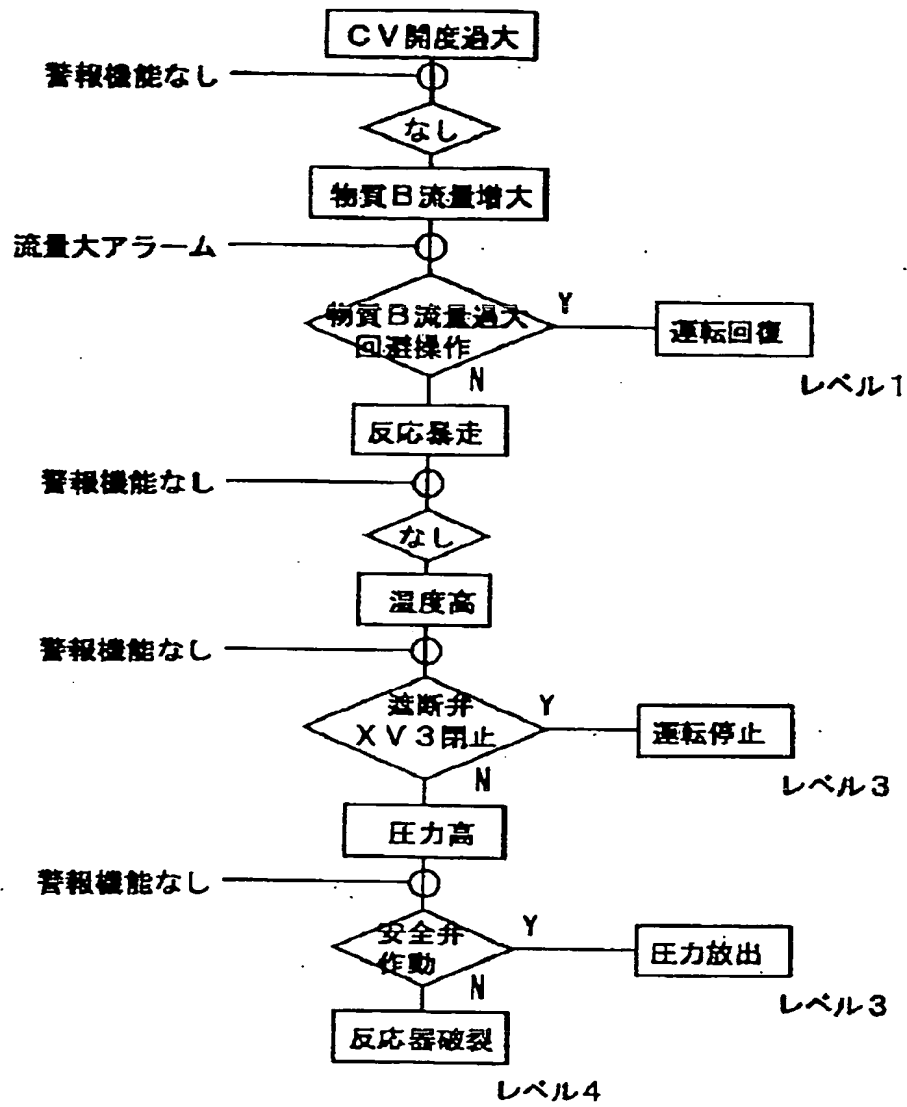 CV開度過大
警報機能なし
なし
物質B流量増大
流量大アラーム
物質B流量過大
回避操作
Y
運転回復
レベル1
N
反応暴走
警報機能なし
なし
温度高
警報機能なし
遮断弁
XV3閉止
Y
運転停止
レベル3
N
圧力高
警報機能なし
安全弁
作動
Y
圧力放出
レベル3
N
反応器破裂
レベル4